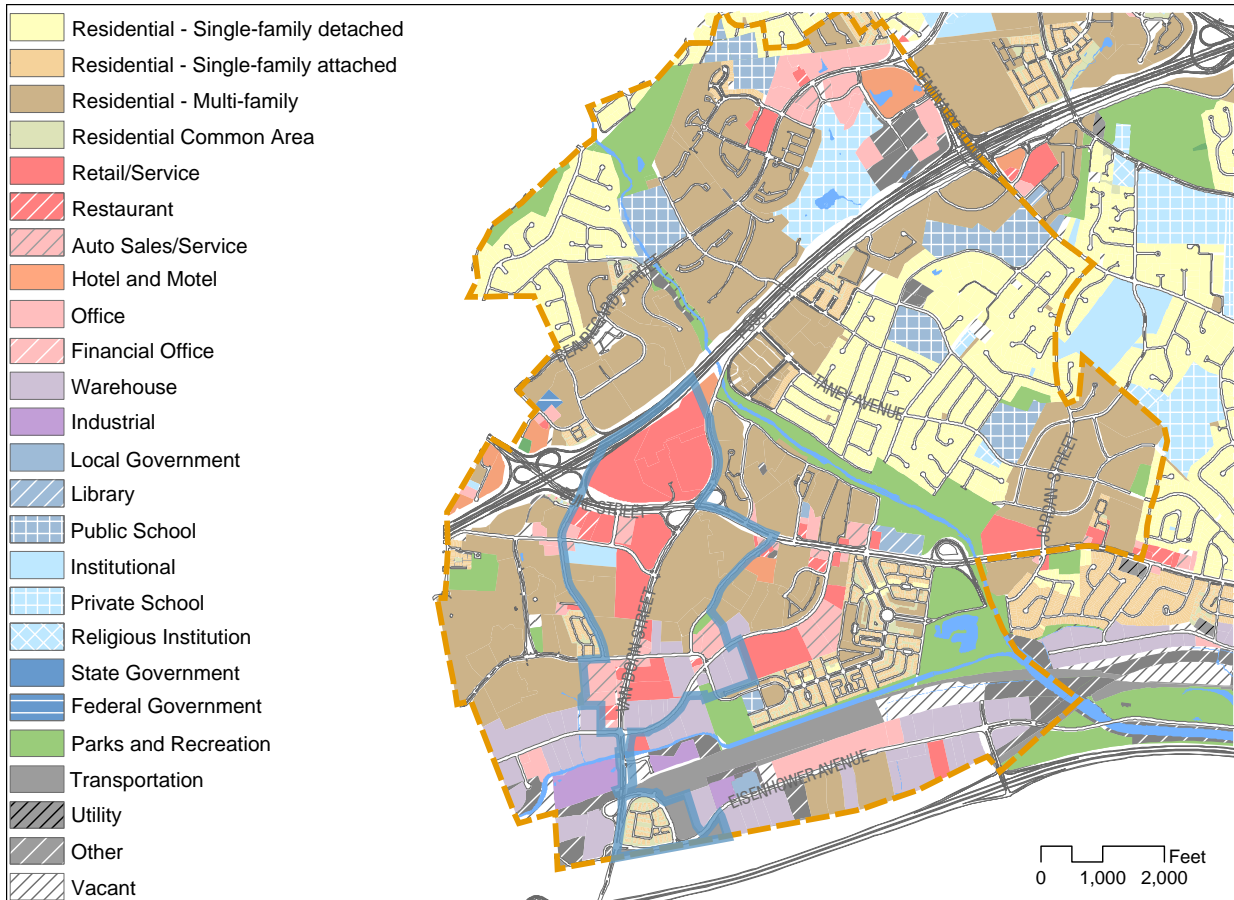 Residential - Single-family detached
Residential - Single-family attached
Residential - Multi-family
Residential Common Area
Retail/Service
Restaurant
Auto Sales/Service
Hotel and Motel
Office
Financial Office
Warehouse
Industrial
Local Government
Library
Public School
Institutional
Private School
Religious Institution
State Government
Federal Government
Parks and Recreation
Transportation
Utility
Other
Vacant
SEMINARY
BEAUREGARD STREET
I-395
TANEY AVENUE
JORDAN STREET
STREET
VAN DORN STREET
EISENHOWER AVENUE
Feet
0 1,000 2,000